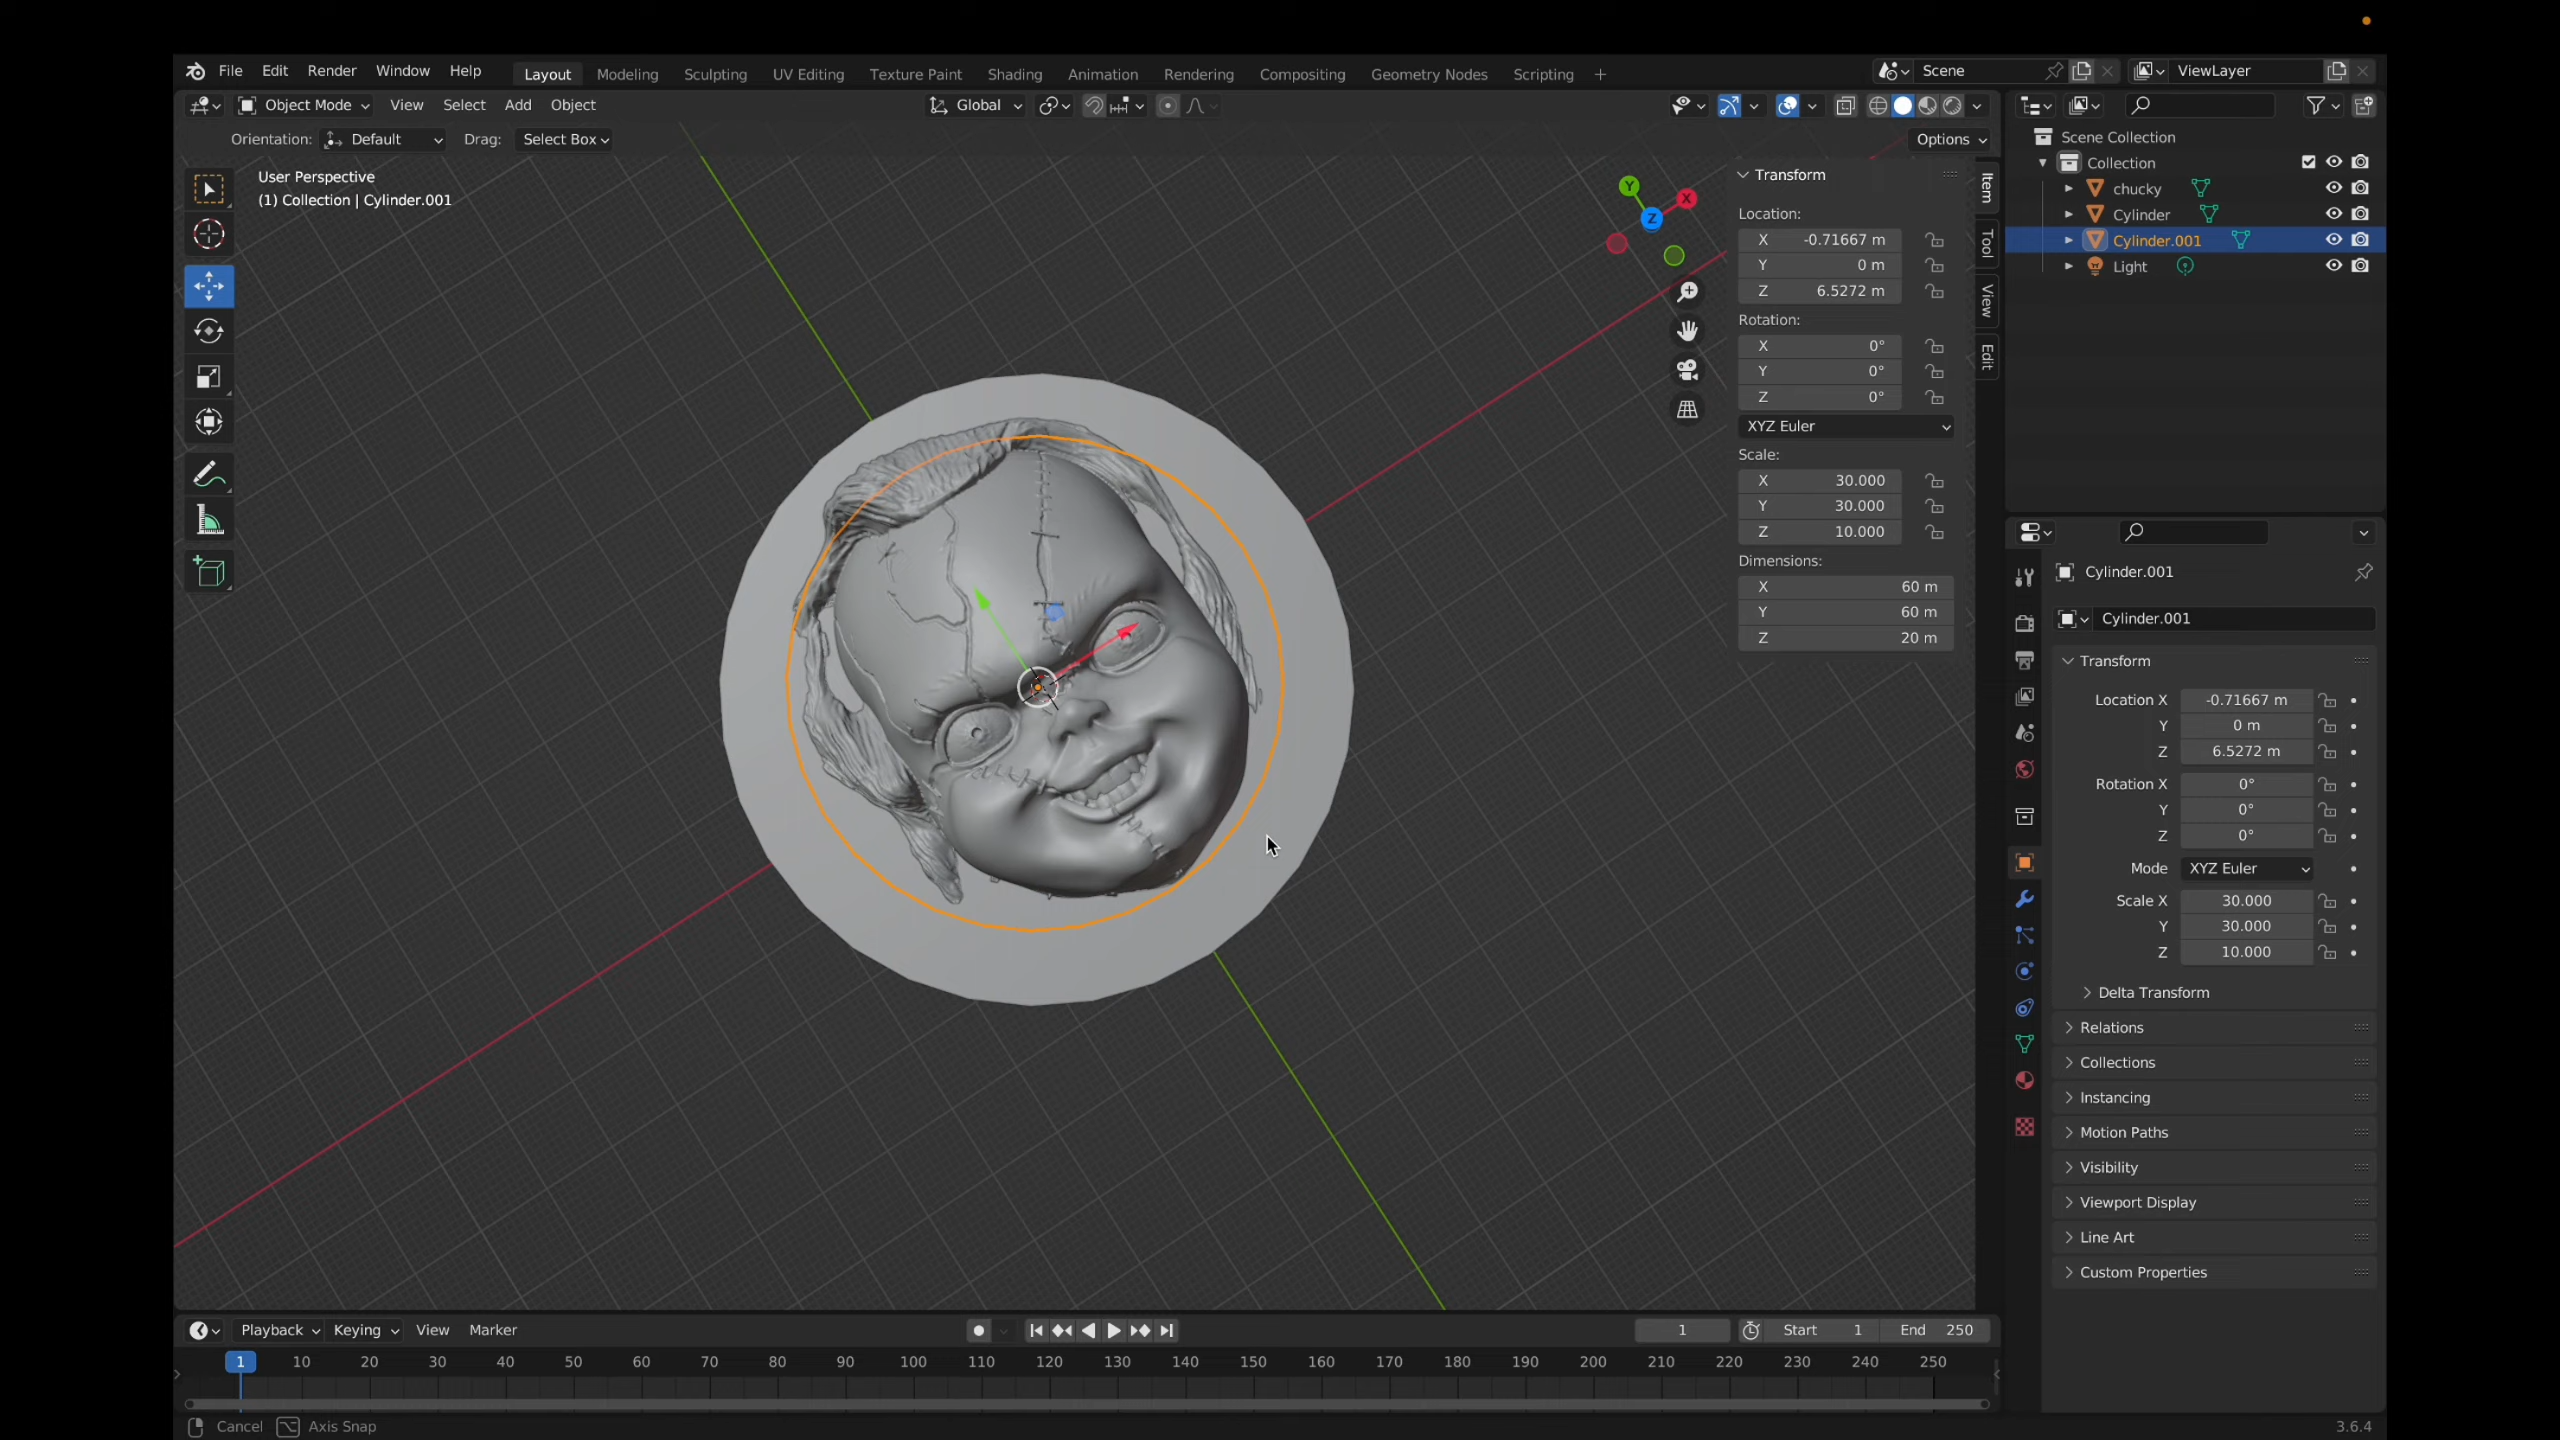 File Edit Render Window Help Layout Modeling Sculpting UV Editing Texture Paint Shading Animation Rendering Compositing Geometry Nodes Scripting + Scene ViewLayer
Object Mode View Select Add Object Global
Orientation: Default Drag: Select Box Options
User Perspective
(1) Collection | Cylinder.001
Y X Z
Transform
Location:
X -0.71667 m
Y 0 m
Z 6.5272 m
Rotation:
X 0°
Y 0°
Z 0°
XYZ Euler
Scale:
X 30.000
Y 30.000
Z 10.000
Dimensions:
X 60 m
Y 60 m
Z 20 m
Item
Tool
View
Edit
Scene Collection
Collection
chucky
Cylinder
Cylinder.001
Light
Cylinder.001
Cylinder.001
Transform
Location X -0.71667 m
Y 0 m
Z 6.5272 m
Rotation X 0°
Y 0°
Z 0°
Mode XYZ Euler
Scale X 30.000
Y 30.000
Z 10.000
Delta Transform
Relations
Collections
Instancing
Motion Paths
Visibility
Viewport Display
Line Art
Custom Properties
Playback Keying View Marker 1 Start 1 End 250
1 10 20 30 40 50 60 70 80 90 100 110 120 130 140 150 160 170 180 190 200 210 220 230 240 250
Cancel Axis Snap 3.6.4